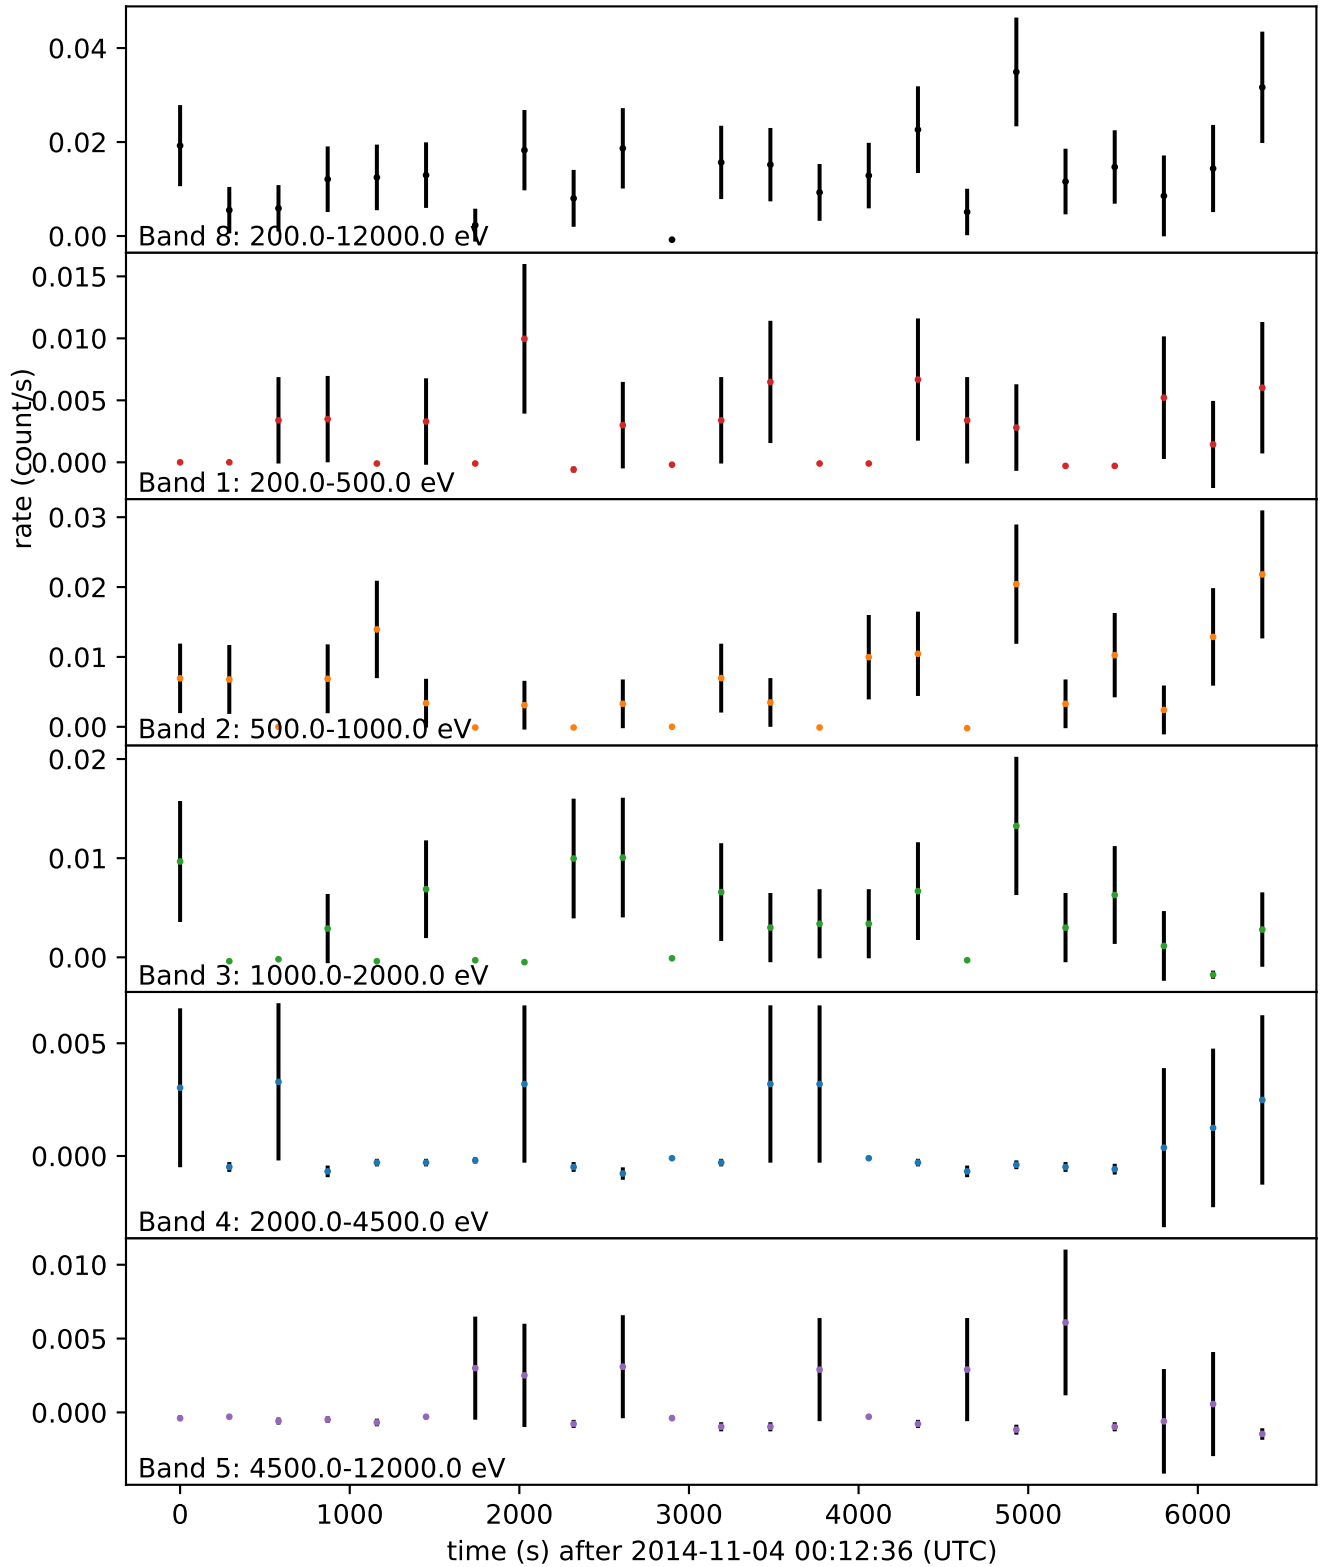 0.04
0.02
0.00
Band 8: 200.0-12000.0 eV
0.015
0.010
0.005
0.000
Band 1: 200.0-500.0 eV
rate (count/s)
0.03
0.02
0.01
0.00
Band 2: 500.0-1000.0 eV
0.02
0.01
0.00
Band 3: 1000.0-2000.0 eV
0.005
0.000
Band 4: 2000.0-4500.0 eV
0.010
0.005
0.000
Band 5: 4500.0-12000.0 eV
0 1000 2000 3000 4000 5000 6000
time (s) after 2014-11-04 00:12:36 (UTC)